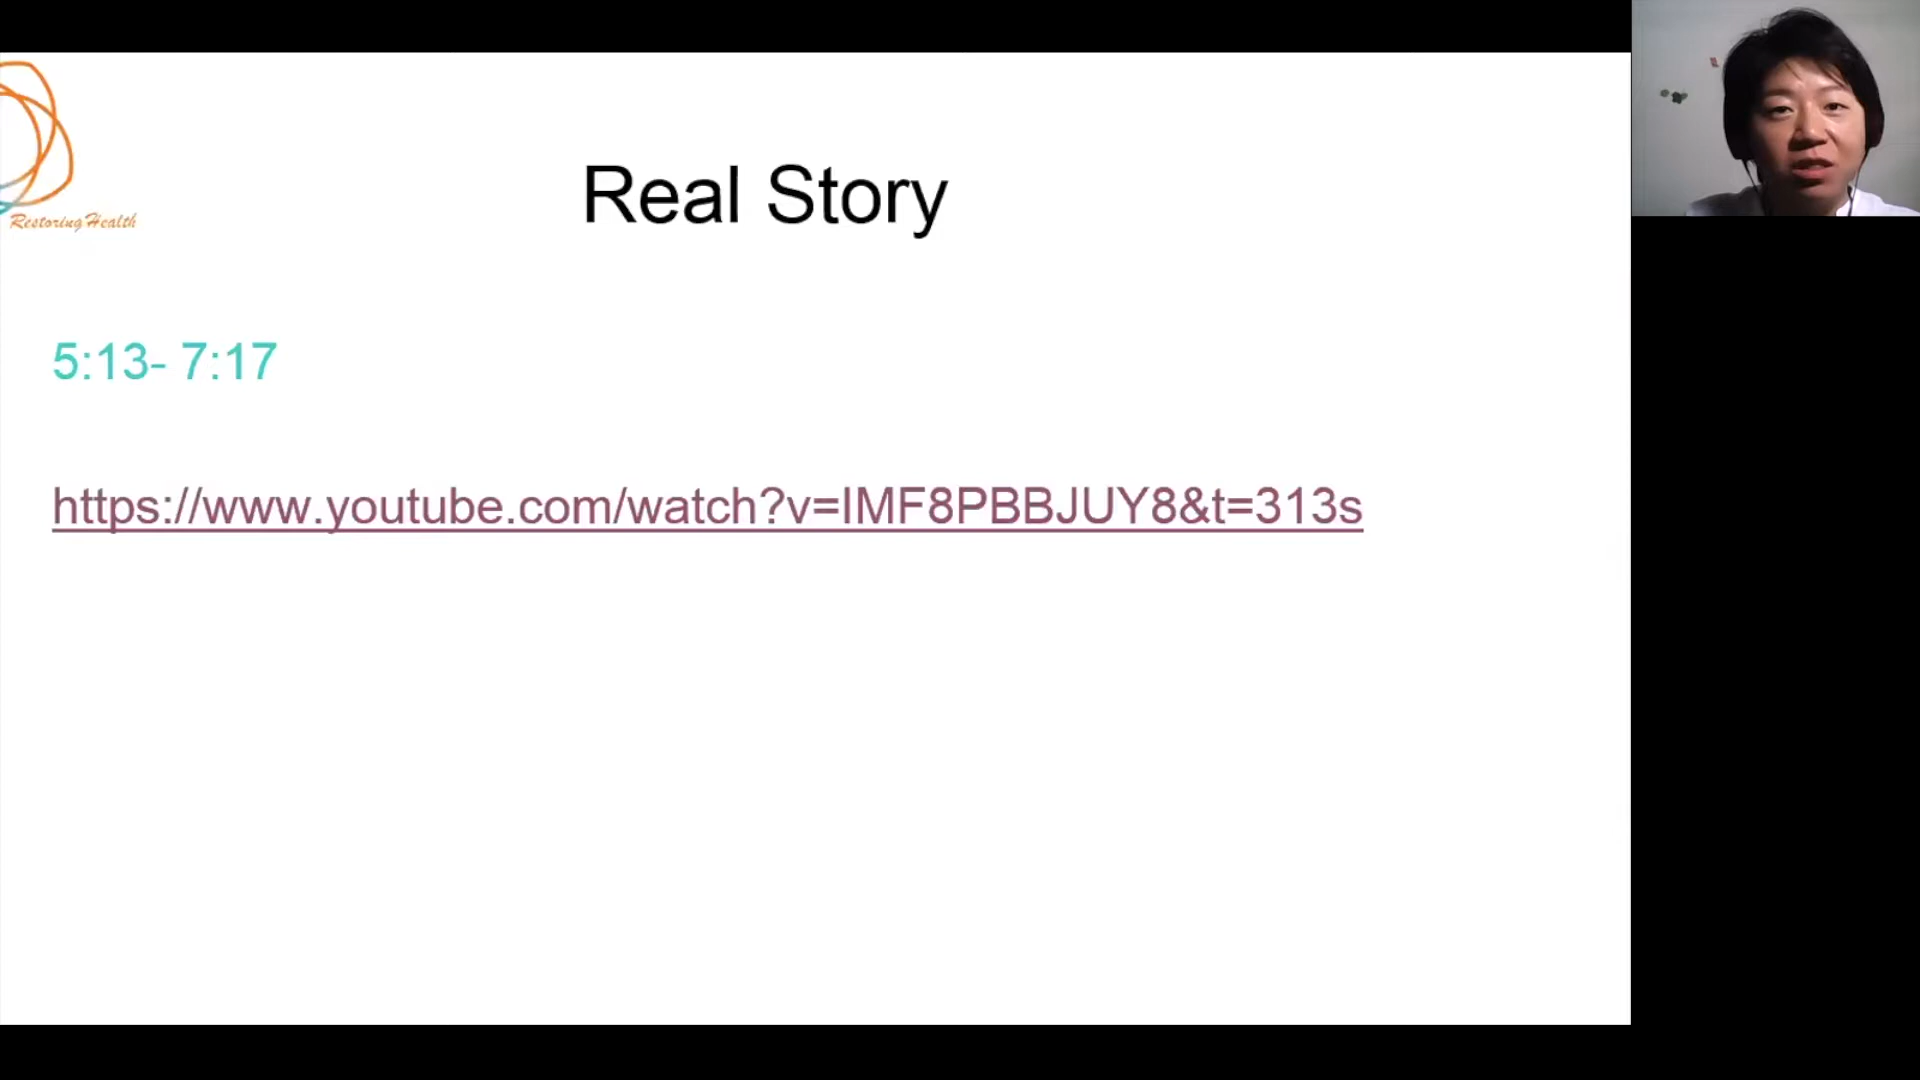 Real Story
Restoring Health
5:13- 7:17
https://www.youtube.com/watch?v=IMF8PBBJUY8&t=313s